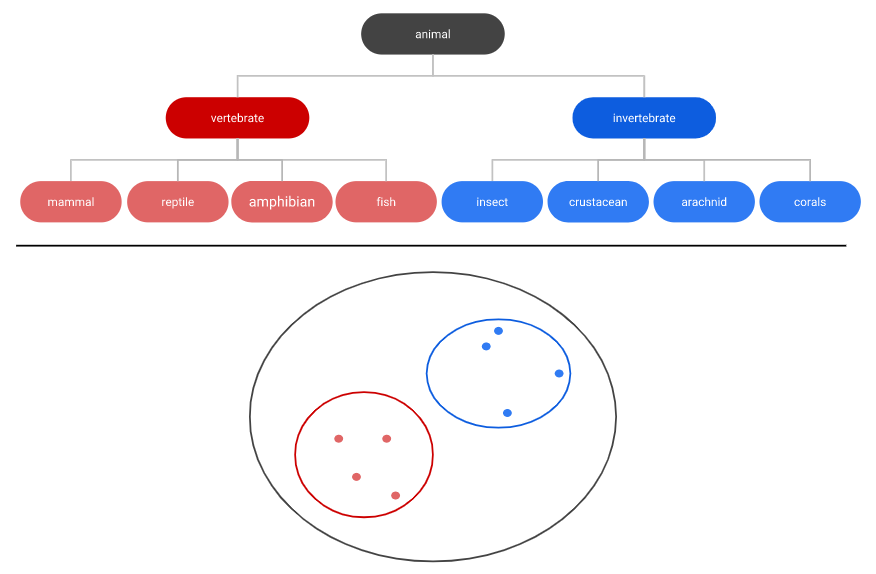 animal
vertebrate
invertebrate
mammal
reptile
amphibian
fish
insect
crustacean
arachnid
corals